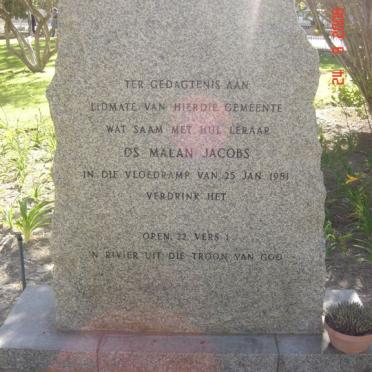 TER GEDAGTENIS AAN
LIDMATE VAN HIERDIE GEMEENTE
WAT SAAM MET HUL LERAAR
DS MALAN JACOBS
IN DIE VLOEDRAMP VAN 25 JAN 1981
VERDRINK HET
OPEN. 22 VERS 1
'N RIVIER UIT DIE TROON VAN GOD